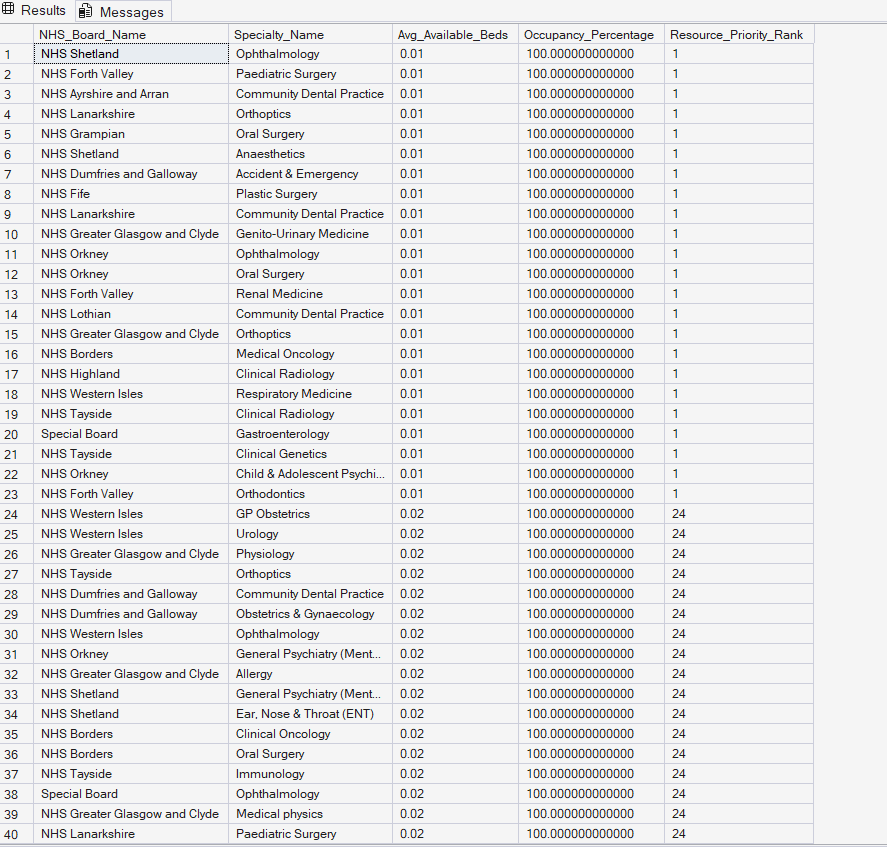 Results Messages
NHS_Board_Name Specialty_Name Avg_Available_Beds Occupancy_Percentage Resource_Priority_Rank
1 NHS Shetland Ophthalmology 0.01 100.000000000000 1
2 NHS Forth Valley Paediatric Surgery 0.01 100.000000000000 1
3 NHS Ayrshire and Arran Community Dental Practice 0.01 100.000000000000 1
4 NHS Lanarkshire Orthoptics 0.01 100.000000000000 1
5 NHS Grampian Oral Surgery 0.01 100.000000000000 1
6 NHS Shetland Anaesthetics 0.01 100.000000000000 1
7 NHS Dumfries and Galloway Accident & Emergency 0.01 100.000000000000 1
8 NHS Fife Plastic Surgery 0.01 100.000000000000 1
9 NHS Lanarkshire Community Dental Practice 0.01 100.000000000000 1
10 NHS Greater Glasgow and Clyde Genito-Urinary Medicine 0.01 100.000000000000 1
11 NHS Orkney Ophthalmology 0.01 100.000000000000 1
12 NHS Orkney Oral Surgery 0.01 100.000000000000 1
13 NHS Forth Valley Renal Medicine 0.01 100.000000000000 1
14 NHS Lothian Community Dental Practice 0.01 100.000000000000 1
15 NHS Greater Glasgow and Clyde Orthoptics 0.01 100.000000000000 1
16 NHS Borders Medical Oncology 0.01 100.000000000000 1
17 NHS Highland Clinical Radiology 0.01 100.000000000000 1
18 NHS Western Isles Respiratory Medicine 0.01 100.000000000000 1
19 NHS Tayside Clinical Radiology 0.01 100.000000000000 1
20 Special Board Gastroenterology 0.01 100.000000000000 1
21 NHS Tayside Clinical Genetics 0.01 100.000000000000 1
22 NHS Orkney Child & Adolescent Psychi... 0.01 100.000000000000 1
23 NHS Forth Valley Orthodontics 0.01 100.000000000000 1
24 NHS Western Isles GP Obstetrics 0.02 100.000000000000 24
25 NHS Western Isles Urology 0.02 100.000000000000 24
26 NHS Greater Glasgow and Clyde Physiology 0.02 100.000000000000 24
27 NHS Tayside Orthoptics 0.02 100.000000000000 24
28 NHS Dumfries and Galloway Community Dental Practice 0.02 100.000000000000 24
29 NHS Dumfries and Galloway Obstetrics & Gynaecology 0.02 100.000000000000 24
30 NHS Western Isles Ophthalmology 0.02 100.000000000000 24
31 NHS Orkney General Psychiatry (Ment... 0.02 100.000000000000 24
32 NHS Greater Glasgow and Clyde Allergy 0.02 100.000000000000 24
33 NHS Shetland General Psychiatry (Ment... 0.02 100.000000000000 24
34 NHS Shetland Ear, Nose & Throat (ENT) 0.02 100.000000000000 24
35 NHS Borders Clinical Oncology 0.02 100.000000000000 24
36 NHS Borders Oral Surgery 0.02 100.000000000000 24
37 NHS Tayside Immunology 0.02 100.000000000000 24
38 Special Board Ophthalmology 0.02 100.000000000000 24
39 NHS Greater Glasgow and Clyde Medical physics 0.02 100.000000000000 24
40 NHS Lanarkshire Paediatric Surgery 0.02 100.000000000000 24